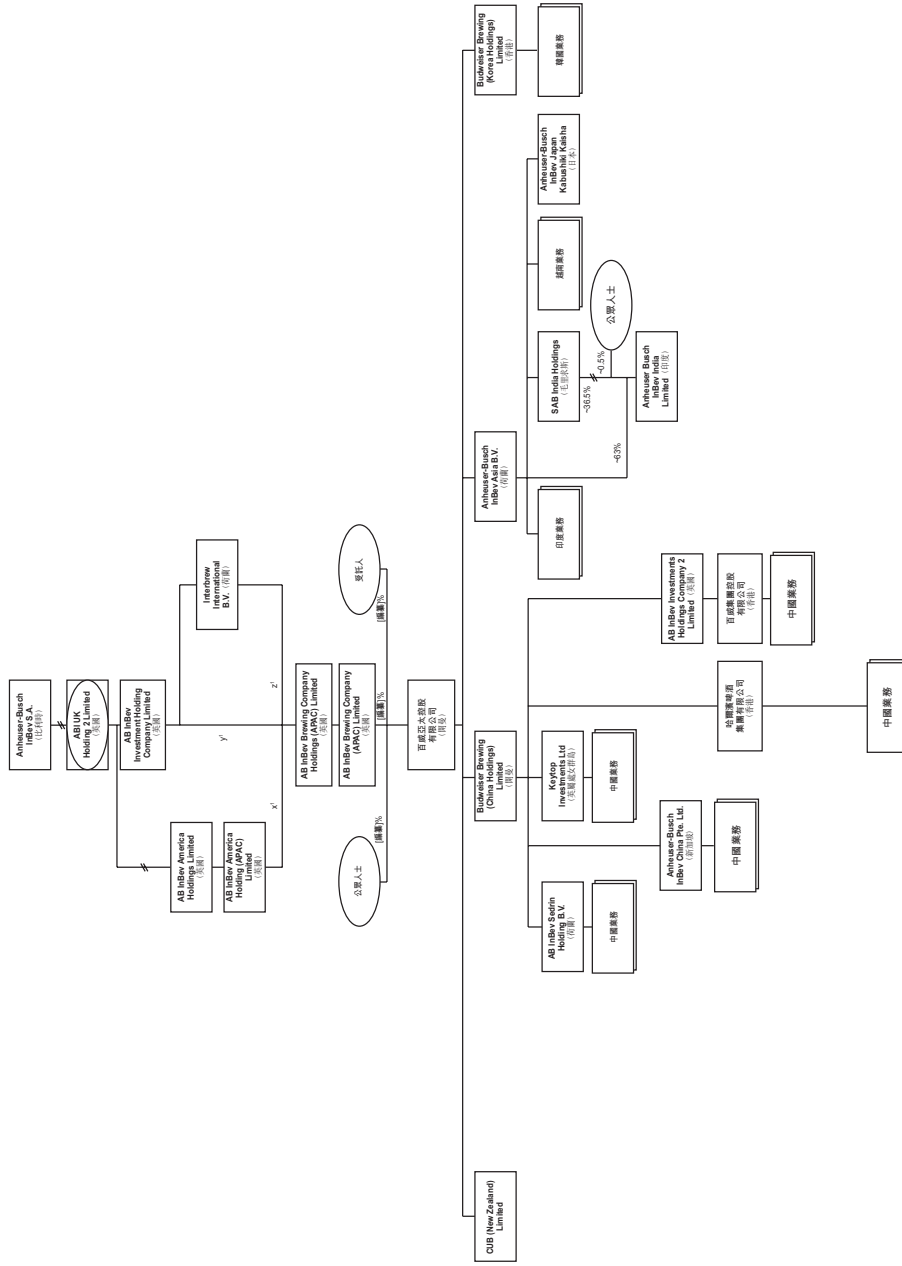 Anheuser-Busch
InBev S.A.
(比利時)
ABI UK
Holding 2 Limited
(英國)
AB InBev
Investment Holding
Company Limited
(英國)
AB InBev America
Holdings Limited
(英國)
AB InBev America
Holding (APAC)
Limited
(英國)
Interbrew
International
B.V.(荷蘭)
x¹
y¹
z¹
AB InBev Brewing Company
Holdings (APAC) Limited
(英國)
AB InBev Brewing Company
(APAC) Limited
(英國)
公眾人士
[編纂]%
[編纂]%
[編纂]%
受託人
百威亞太控股
有限公司
(開曼)
CUB (New Zealand)
Limited
Budweiser Brewing
(China Holdings)
Limited
(開曼)
Anheuser-Busch
InBev Asia B.V.
(荷蘭)
Budweiser Brewing
(Korea Holdings)
Limited
(香港)
AB InBev Sedrin
Holding B.V.
(荷蘭)
中國業務
Keytop
Investments Ltd
(英屬處女群島)
中國業務
Anheuser-Busch
InBev China Pte. Ltd.
(新加坡)
中國業務
哈爾濱啤酒
集團有限公司
(香港)
中國業務
AB InBev Investments
Holdings Company 2
Limited(英國)
百威集團控股
有限公司
(香港)
中國業務
印度業務
SAB India Holdings
(毛里求斯)
越南業務
Anheuser-Busch
InBev Japan
Kabushiki Kaisha
(日本)
韓國業務
~63%
~36.5%
~0.5%
公眾人士
Anheuser Busch
InBev India
Limited(印度)